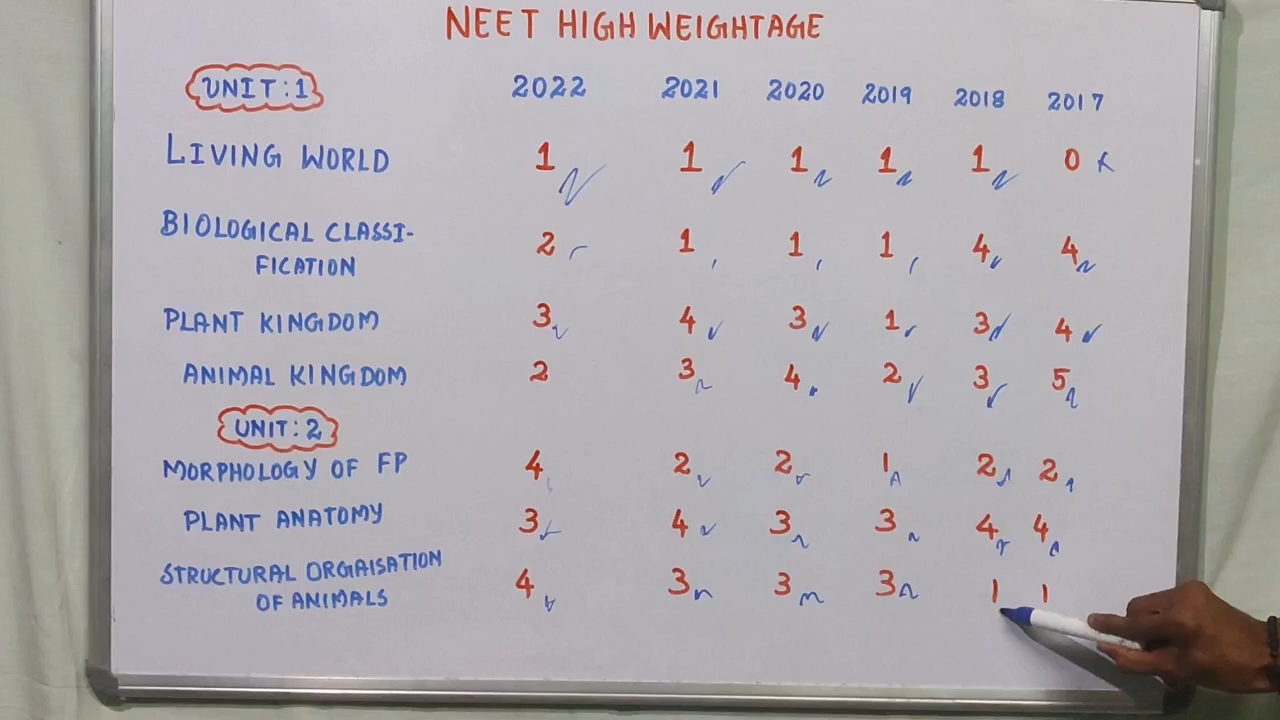 NEET HIGH WEIGHTAGE
UNIT:1 2022 2021 2020 2019 2018 2017
LIVING WORLD 1 1 1 1 1 0
BIOLOGICAL CLASSI-
FICATION 2 1 1 1 4 4
PLANT KINGDOM 3 4 3 1 3 4
ANIMAL KINGDOM 2 3 4 2 3 5
UNIT:2
MORPHOLOGY OF FP 4 2 2 1 2 2
PLANT ANATOMY 3 4 3 3 4 4
STRUCTURAL ORGAISATION
OF ANIMALS 4 3 3 3 1 1